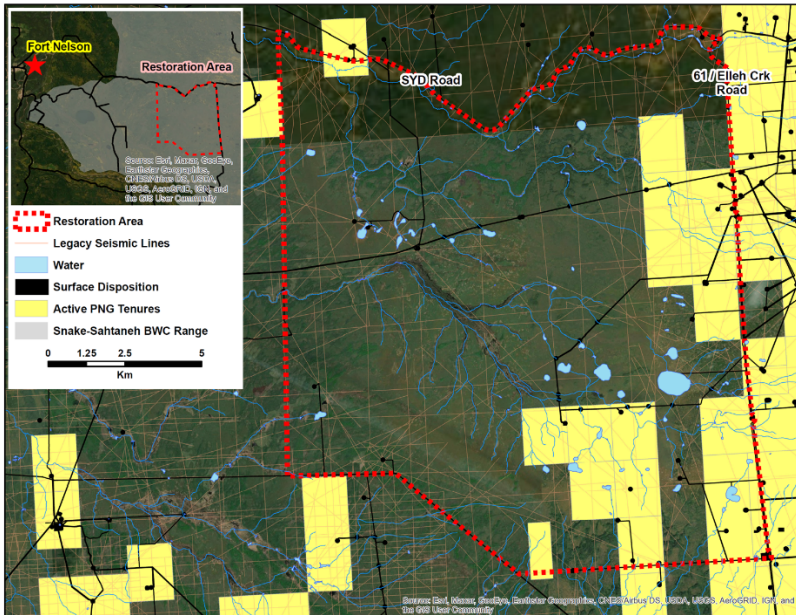 Fort Nelson
Restoration Area
Source: Esri, Maxar, GeoEye,
Earthstar Geographics,
CNES/Airbus DS, USDA,
USGS, AeroGRID, IGN, and
the GIS User Community
Restoration Area
Legacy Seismic Lines
Water
Surface Disposition
Active PNG Tenures
Snake-Sahtaneh BWC Range
0 1.25 2.5 5
Km
SYD Road
61 / Elleh Crk
Road
Source: Esri, Maxar, GeoEye, Earthstar Geographics, CNES/Airbus DS, USDA, USGS, AeroGRID, IGN, and
the GIS User Community